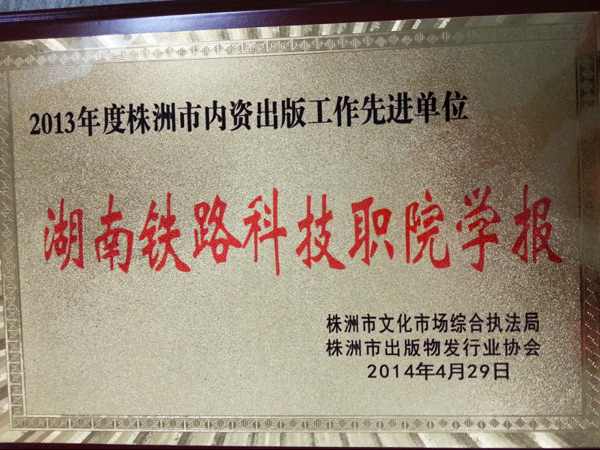 2013年度株洲市内资出版工作先进单位
湖南铁路科技职院学报
株洲市文化市场综合执法局
株洲市出版物发行业协会
2014年4月29日